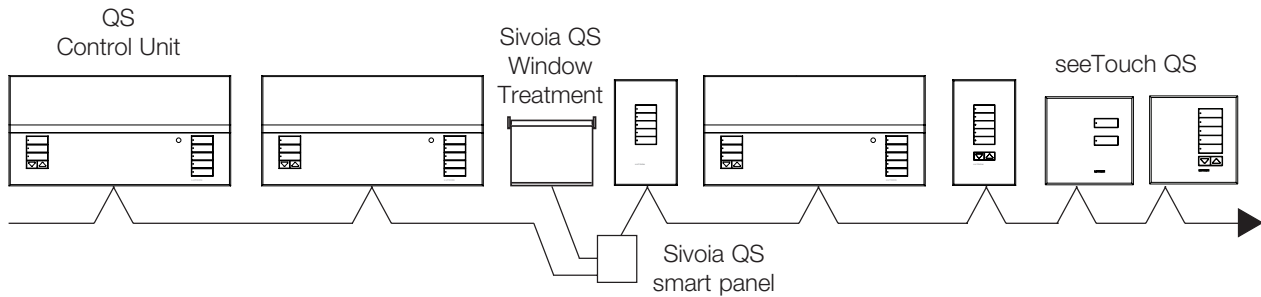 QS
Control Unit
Sivoia QS
Window
Treatment
seeTouch QS
Sivoia QS
smart panel